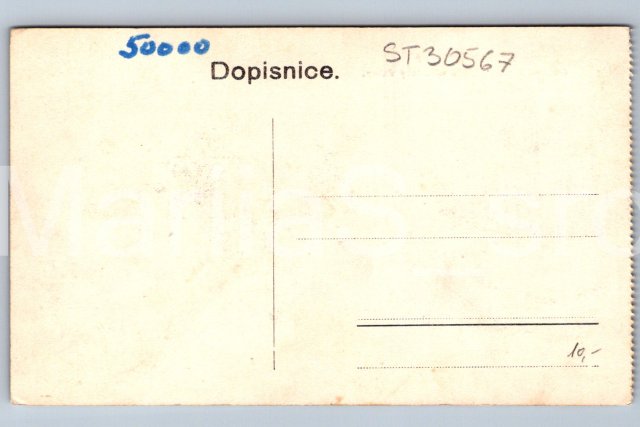 50000
ST30567
Dopisnice.
10,-